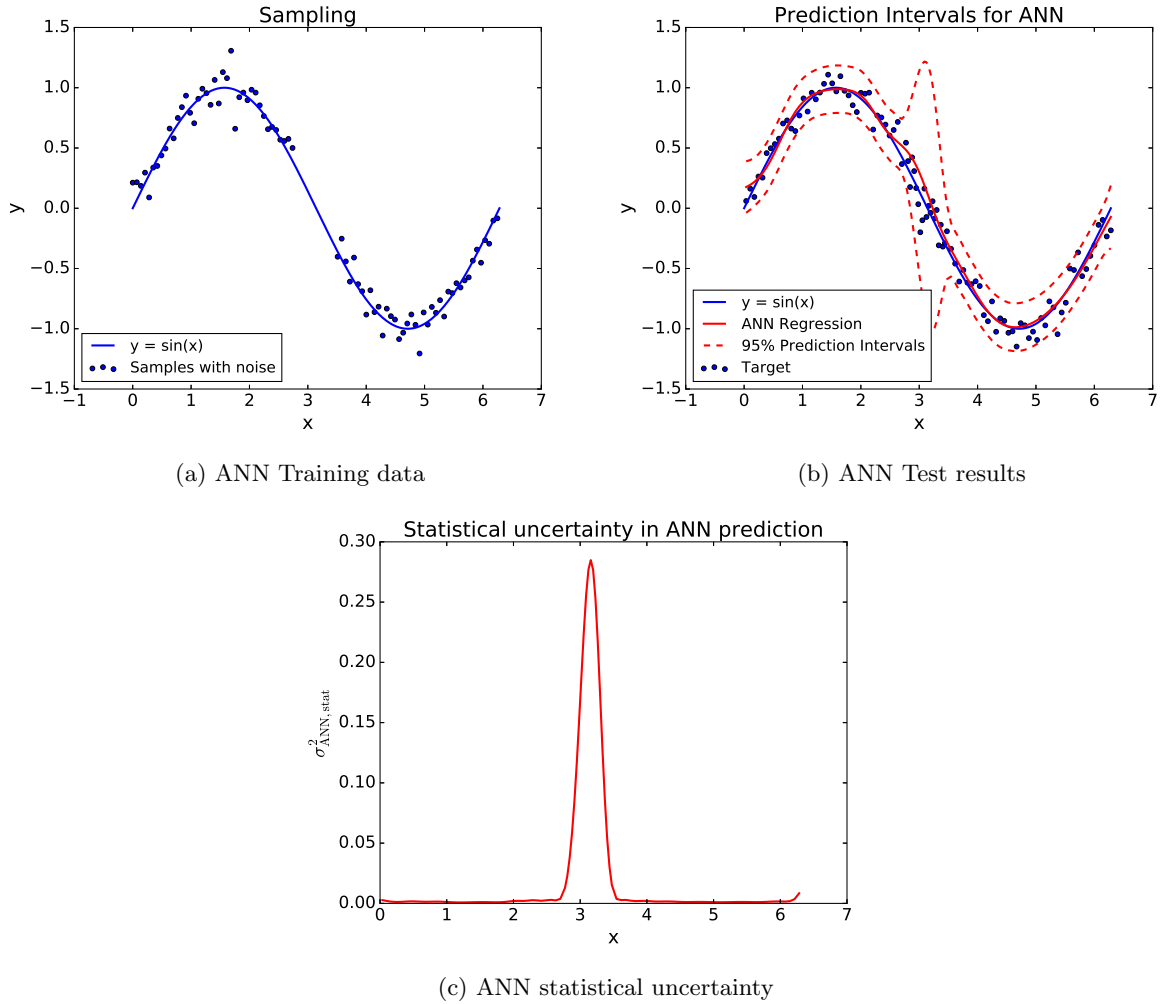 Sampling
1.5
1.0
0.5
0.0
−0.5
−1.0
−1.5
y
y = sin(x)
Samples with noise
−1 0 1 2 3 4 5 6 7
x
(a) ANN Training data
Prediction Intervals for ANN
1.5
1.0
0.5
0.0
−0.5
−1.0
−1.5
y
y = sin(x)
ANN Regression
95% Prediction Intervals
Target
−1 0 1 2 3 4 5 6 7
x
(b) ANN Test results
Statistical uncertainty in ANN prediction
0.30
0.25
0.20
0.15
0.10
0.05
0.00
σ²ANN,stat
0 1 2 3 4 5 6 7
x
(c) ANN statistical uncertainty